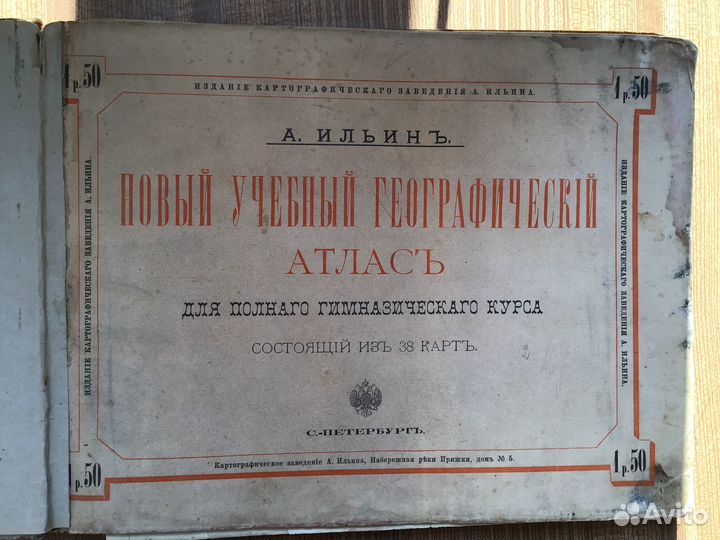 1 р. 50
ИЗДАНІЕ КАРТОГРАФИЧЕСКАГО ЗАВЕДЕНІЯ А. ИЛЬИНА.
1 р. 50
А. ИЛЬИНЪ.
НОВЫЙ УЧЕБНЫЙ ГЕОГРАФИЧЕСКІЙ
АТЛАСЪ
ДЛЯ ПОЛНАГО ГИМНАЗИЧЕСКАГО КУРСА
СОСТОЯЩІЙ ИЗЪ 38 КАРТЪ.
С.-ПЕТЕРБУРГЪ.
Картографическое заведеніе А. Ильина, Набережная рѣки Пряжки, домъ № 5.
ИЗДАНІЕ КАРТОГРАФИЧЕСКАГО ЗАВЕДЕНІЯ А. ИЛЬИНА.
ИЗДАНІЕ КАРТОГРАФИЧЕСКАГО ЗАВЕДЕНІЯ А. ИЛЬИНА.
1 р. 50
1 р. 50
Avito